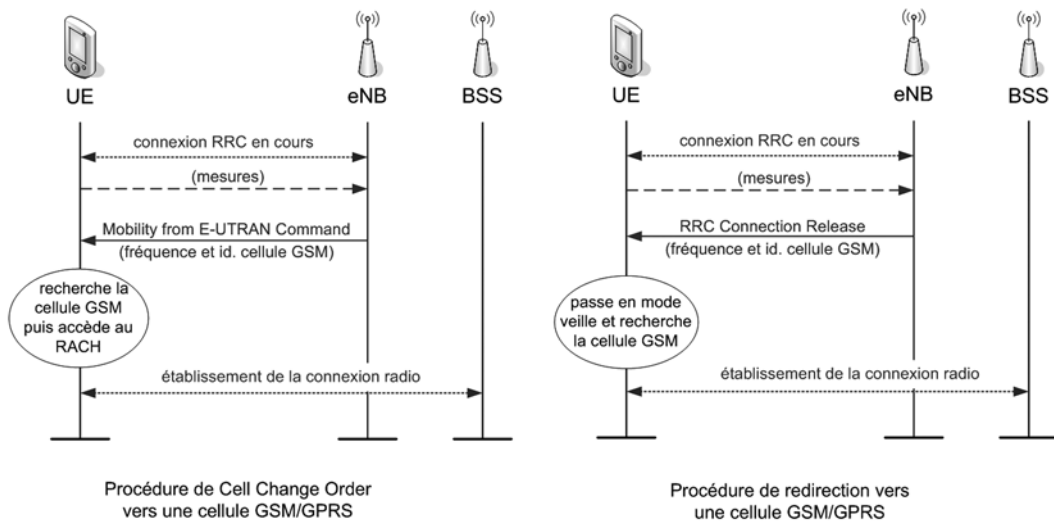 UE
eNB
BSS
connexion RRC en cours
(mesures)
Mobility from E-UTRAN Command
(fréquence et id. cellule GSM)
recherche la
cellule GSM
puis accède au
RACH
établissement de la connexion radio
Procédure de Cell Change Order
vers une cellule GSM/GPRS
UE
eNB
BSS
connexion RRC en cours
(mesures)
RRC Connection Release
(fréquence et id. cellule GSM)
passe en mode
veille et recherche
la cellule GSM
établissement de la connexion radio
Procédure de redirection vers
une cellule GSM/GPRS